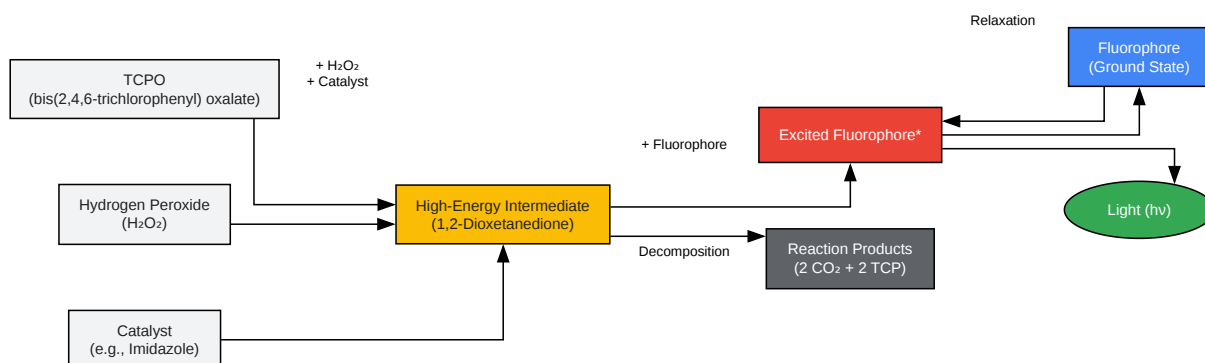 Relaxation
Fluorophore
(Ground State)
TCPO
(bis(2,4,6-trichlorophenyl) oxalate)
+ H₂O₂
+ Catalyst
Excited Fluorophore*
+ Fluorophore
Hydrogen Peroxide
(H₂O₂)
High-Energy Intermediate
(1,2-Dioxetanedione)
Light (hν)
Decomposition
Reaction Products
(2 CO₂ + 2 TCP)
Catalyst
(e.g., Imidazole)